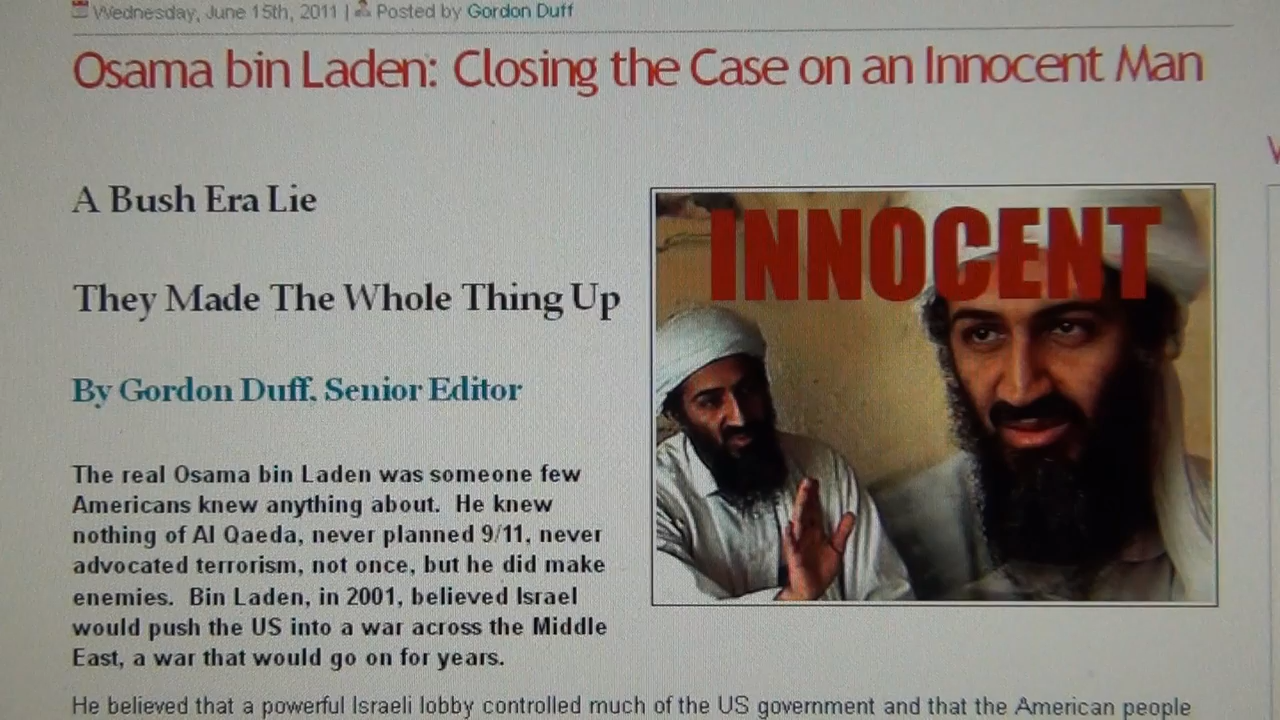 Wednesday, June 15th, 2011 | Posted by Gordon Duff
Osama bin Laden: Closing the Case on an Innocent Man
A Bush Era Lie
They Made The Whole Thing Up
By Gordon Duff, Senior Editor
INNOCENT
The real Osama bin Laden was someone few
Americans knew anything about. He knew
nothing of Al Qaeda, never planned 9/11, never
advocated terrorism, not once, but he did make
enemies. Bin Laden, in 2001, believed Israel
would push the US into a war across the Middle
East, a war that would go on for years.
He believed that a powerful Israeli lobby controlled much of the US government and that the American people